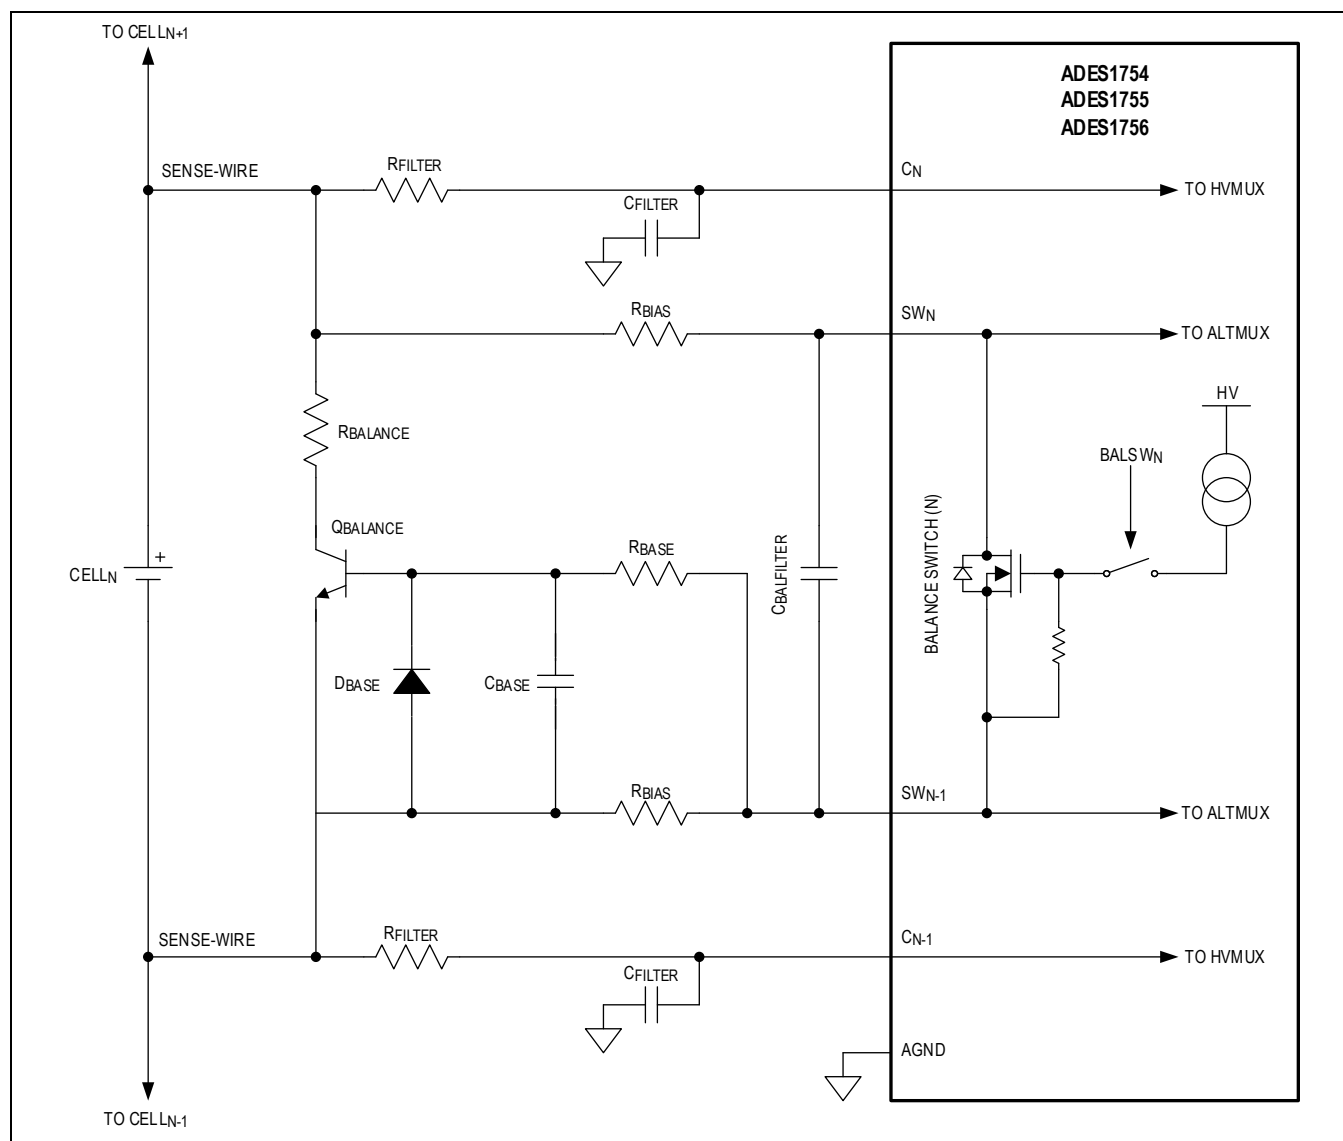 TO CELLN+1
ADES1754
ADES1755
ADES1756
SENSE-WIRE
RFILTER
CN
TO HVMUX
CFILTER
RBIAS
SWN
TO ALTMUX
HV
RBALANCE
BALSWN
QBALANCE
RBASE
CELLN
+
CBALFILTER
BALANCE SWITCH (N)
DBASE
CBASE
RBIAS
SWN-1
TO ALTMUX
SENSE-WIRE
RFILTER
CN-1
TO HVMUX
CFILTER
AGND
TO CELLN-1